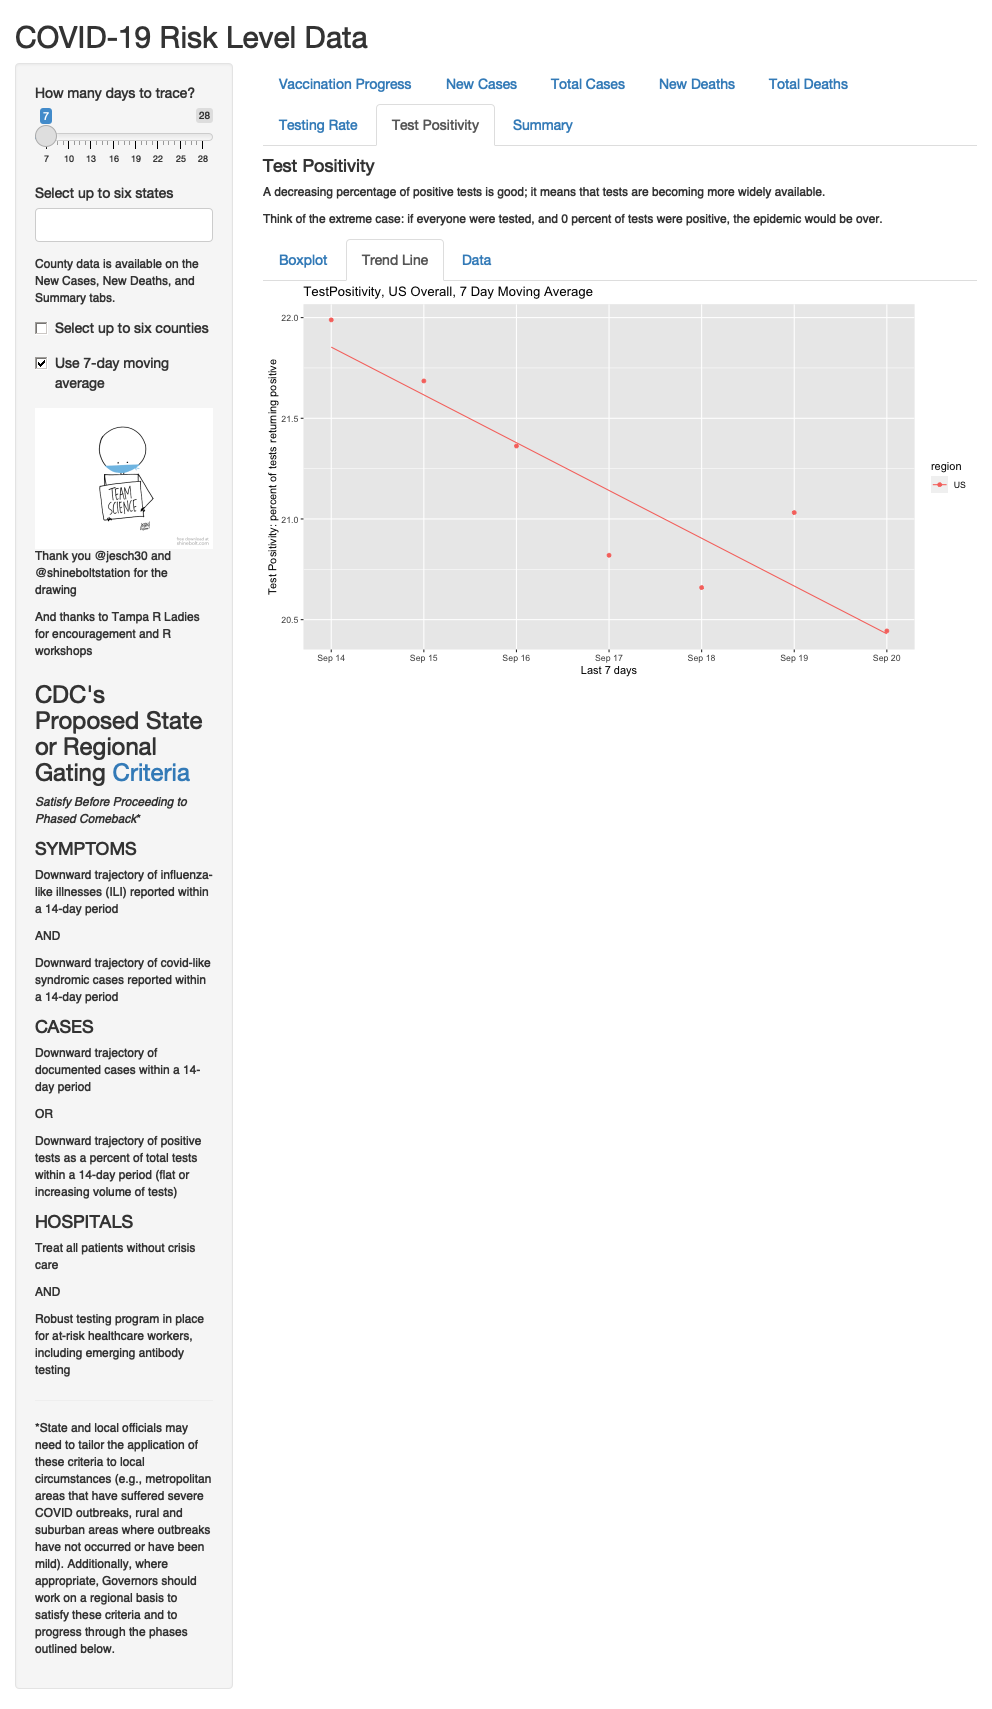 COVID-19 Risk Level Data
How many days to trace?
7
28
7 10 13 16 19 22 25 28
Select up to six states
County data is available on the
New Cases, New Deaths, and
Summary tabs.
Select up to six counties
Use 7-day moving
average
TEAM
SCIENCE
free download at
shinebolt.com
Thank you @jesch30 and
@shineboltstation for the
drawing
And thanks to Tampa R Ladies
for encouragement and R
workshops
CDC's
Proposed State
or Regional
Gating Criteria
Satisfy Before Proceeding to
Phased Comeback*
SYMPTOMS
Downward trajectory of influenza-
like illnesses (ILI) reported within
a 14-day period
AND
Downward trajectory of covid-like
syndromic cases reported within
a 14-day period
CASES
Downward trajectory of
documented cases within a 14-
day period
OR
Downward trajectory of positive
tests as a percent of total tests
within a 14-day period (flat or
increasing volume of tests)
HOSPITALS
Treat all patients without crisis
care
AND
Robust testing program in place
for at-risk healthcare workers,
including emerging antibody
testing
*State and local officials may
need to tailor the application of
these criteria to local
circumstances (e.g., metropolitan
areas that have suffered severe
COVID outbreaks, rural and
suburban areas where outbreaks
have not occurred or have been
mild). Additionally, where
appropriate, Governors should
work on a regional basis to
satisfy these criteria and to
progress through the phases
outlined below.
Vaccination Progress New Cases Total Cases New Deaths Total Deaths
Testing Rate Test Positivity Summary
Test Positivity
A decreasing percentage of positive tests is good; it means that tests are becoming more widely available.
Think of the extreme case: if everyone were tested, and 0 percent of tests were positive, the epidemic would be over.
Boxplot Trend Line Data
TestPositivity, US Overall, 7 Day Moving Average
Test Positivity: percent of tests returning positive
22.0
21.5
21.0
20.5
Sep 14 Sep 15 Sep 16 Sep 17 Sep 18 Sep 19 Sep 20
Last 7 days
region
US